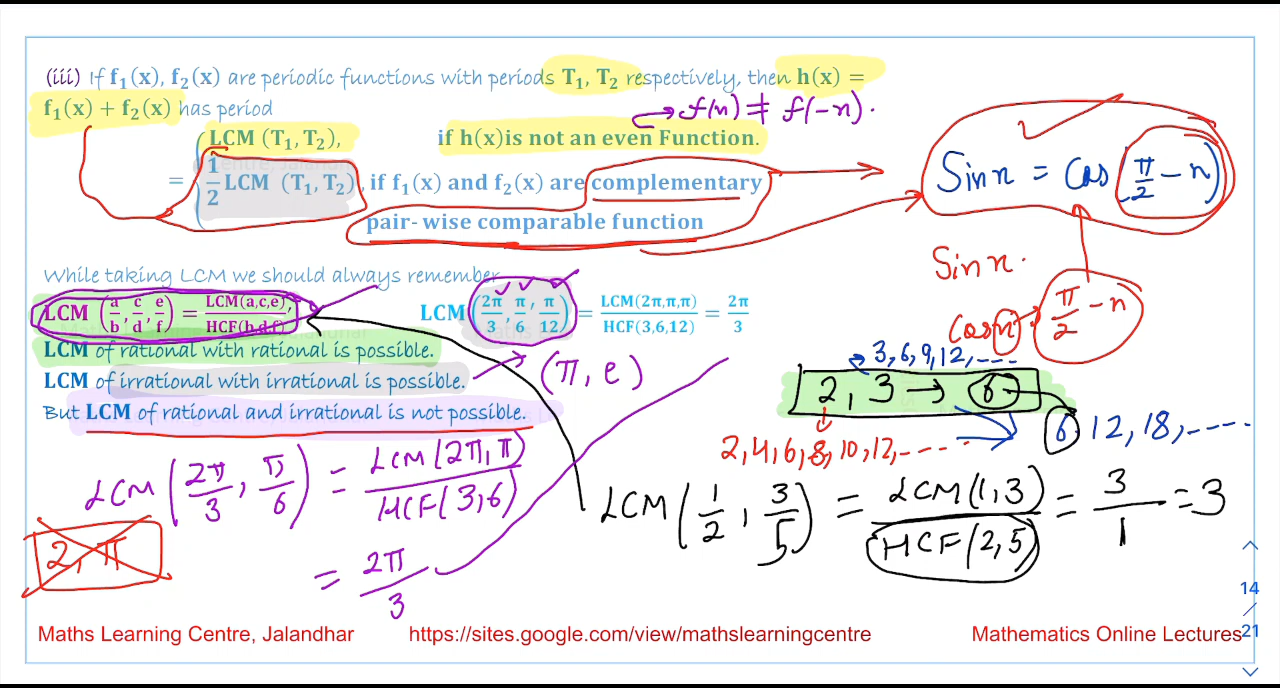 (iii) If f₁(x), f₂(x) are periodic functions with periods T₁, T₂ respectively, then h(x) =
f₁(x) + f₂(x) has period
→ f(x) ≠ f(-x).
LCM (T₁, T₂), if h(x)is not an even Function.
= 1/2 LCM (T₁, T₂), if f₁(x) and f₂(x) are complementary
pair- wise comparable function
Sin x = cos(π/2 - x)
Sin x.
cos(x) → π/2 - x
While taking LCM we should always remember
LCM (a/b, c/d, e/f) = LCM(a,c,e)/HCF(b,d,f)
LCM (2π/3, π/6, π/12) = LCM(2π,π,π)/HCF(3,6,12) = 2π/3
LCM of rational with rational is possible.
LCM of irrational with irrational is possible.
(π, e)
But LCM of rational and irrational is not possible.
3, 6, 9, 12, ----
2, 3 → 6
2, 4, 6, 8, 10, 12, ----
6, 12, 18, ----
LCM (2π/3, π/6) = LCM(2π, π)/HCF(3, 6)
= 2π/3
2, π
LCM (1/2, 3/5) = LCM(1, 3)/HCF(2, 5) = 3/1 = 3
14
/
21
Maths Learning Centre, Jalandhar https://sites.google.com/view/mathslearningcentre Mathematics Online Lectures